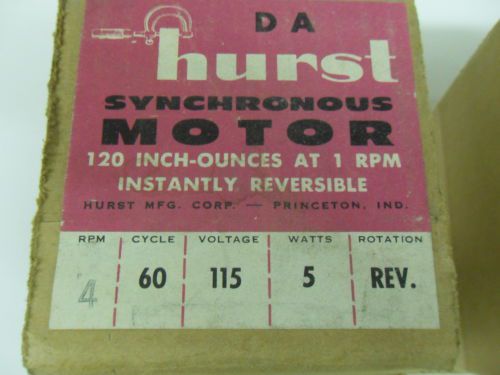 DA
hurst
SYNCHRONOUS
MOTOR
120 INCH-OUNCES AT 1 RPM
INSTANTLY REVERSIBLE
HURST MFG. CORP. — PRINCETON, IND.
RPM CYCLE VOLTAGE WATTS ROTATION
4 60 115 5 REV.